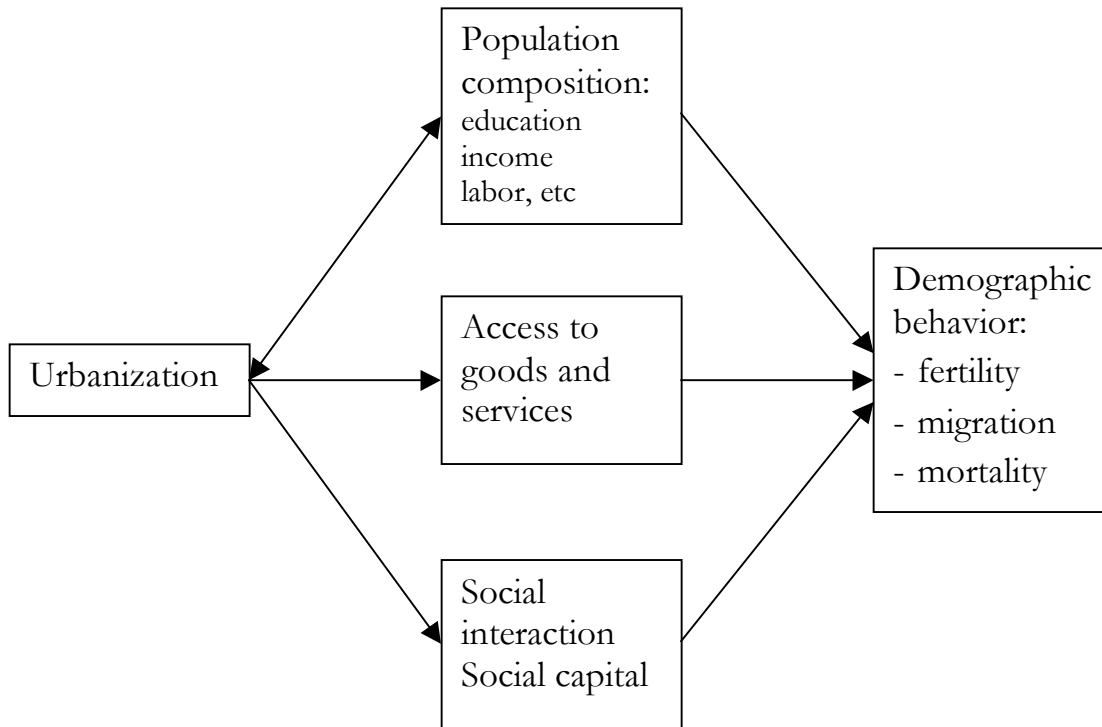 Population
composition:
education
income
labor, etc
Urbanization
Access to
goods and
services
Social
interaction
Social capital
Demographic
behavior:
- fertility
- migration
- mortality